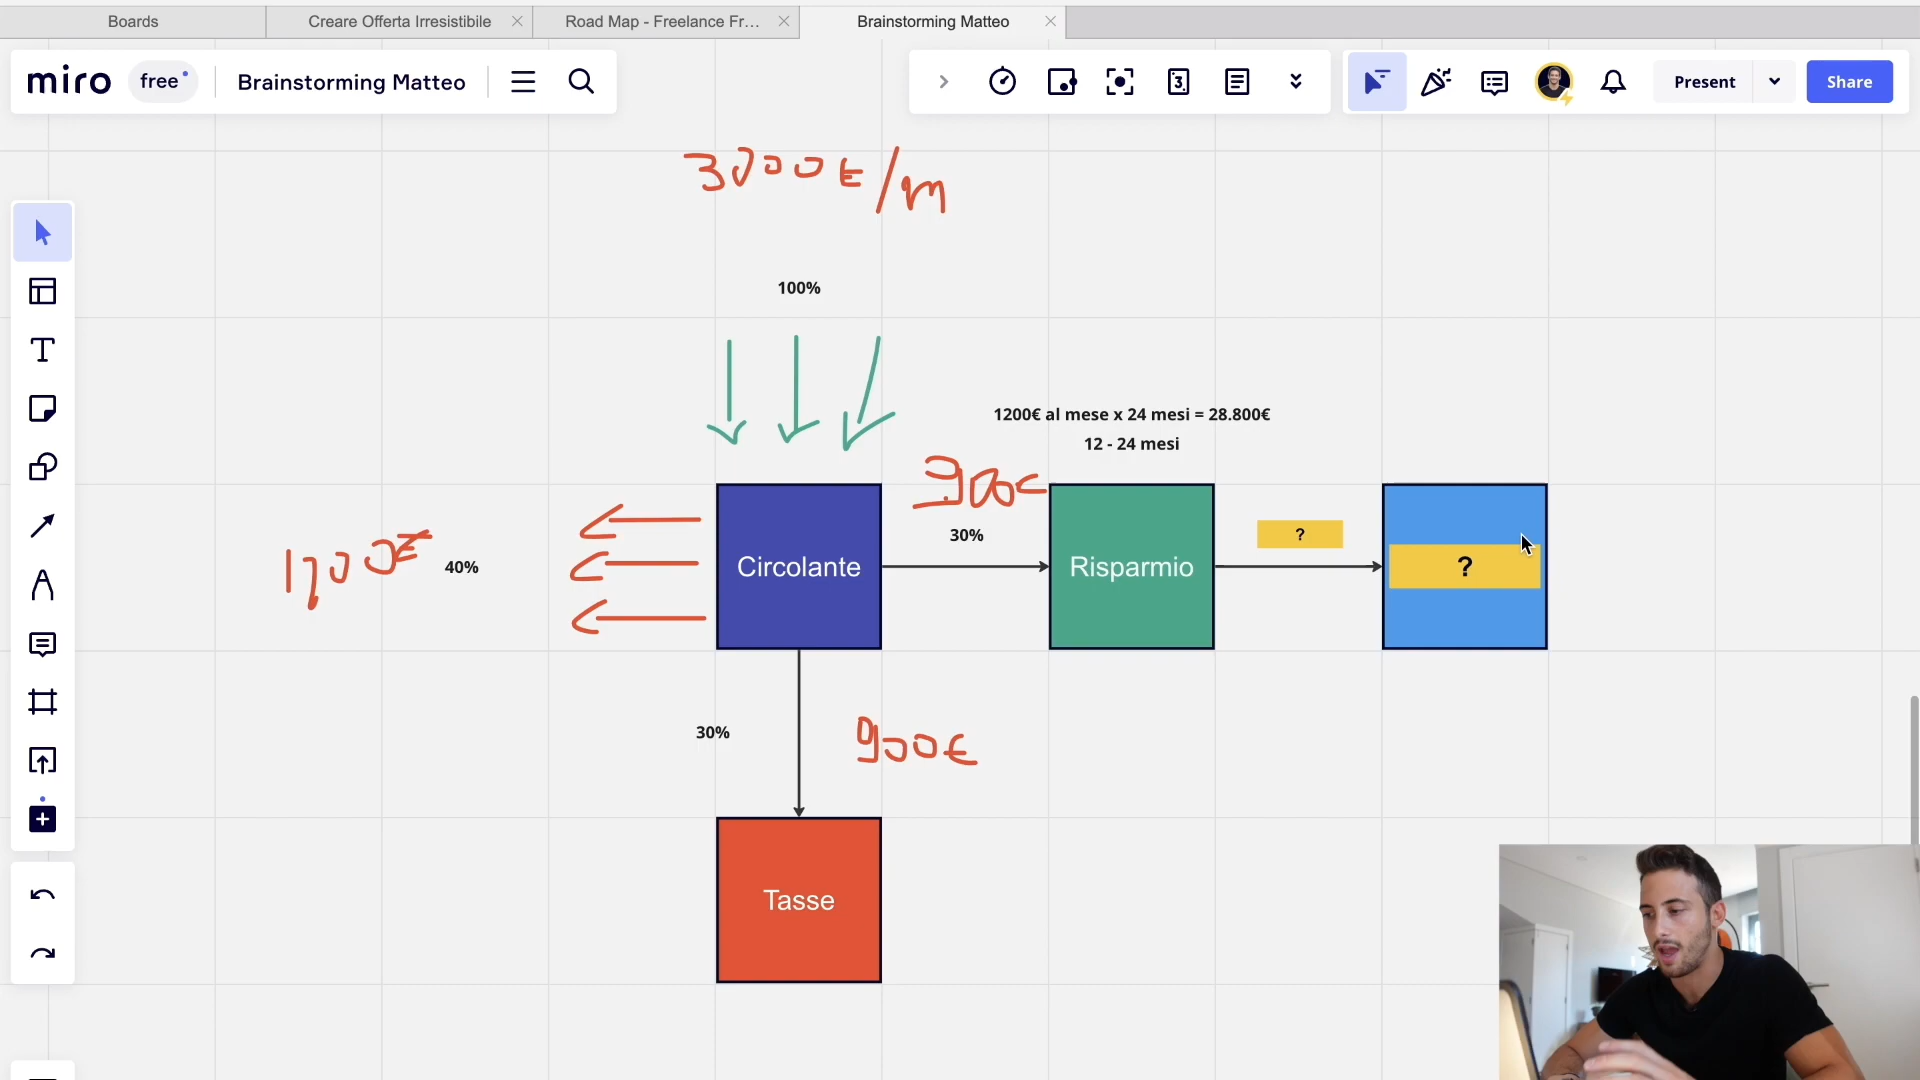 Boards
Creare Offerta Irresistibile
Road Map - Freelance Fr...
Brainstorming Matteo
miro
free
Brainstorming Matteo
3
Present
Share
3000€/m
100%
1200€ al mese x 24 mesi = 28.800€
12 - 24 mesi
900€
30%
?
40%
Circolante
Risparmio
?
30%
900€
Tasse